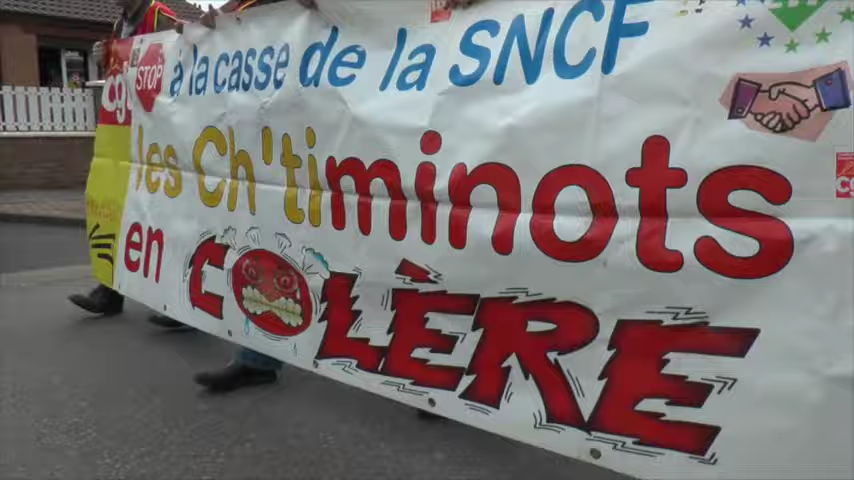 cgt STOP à la casse de la SNCF
les Ch'timinots
en COLÈRE